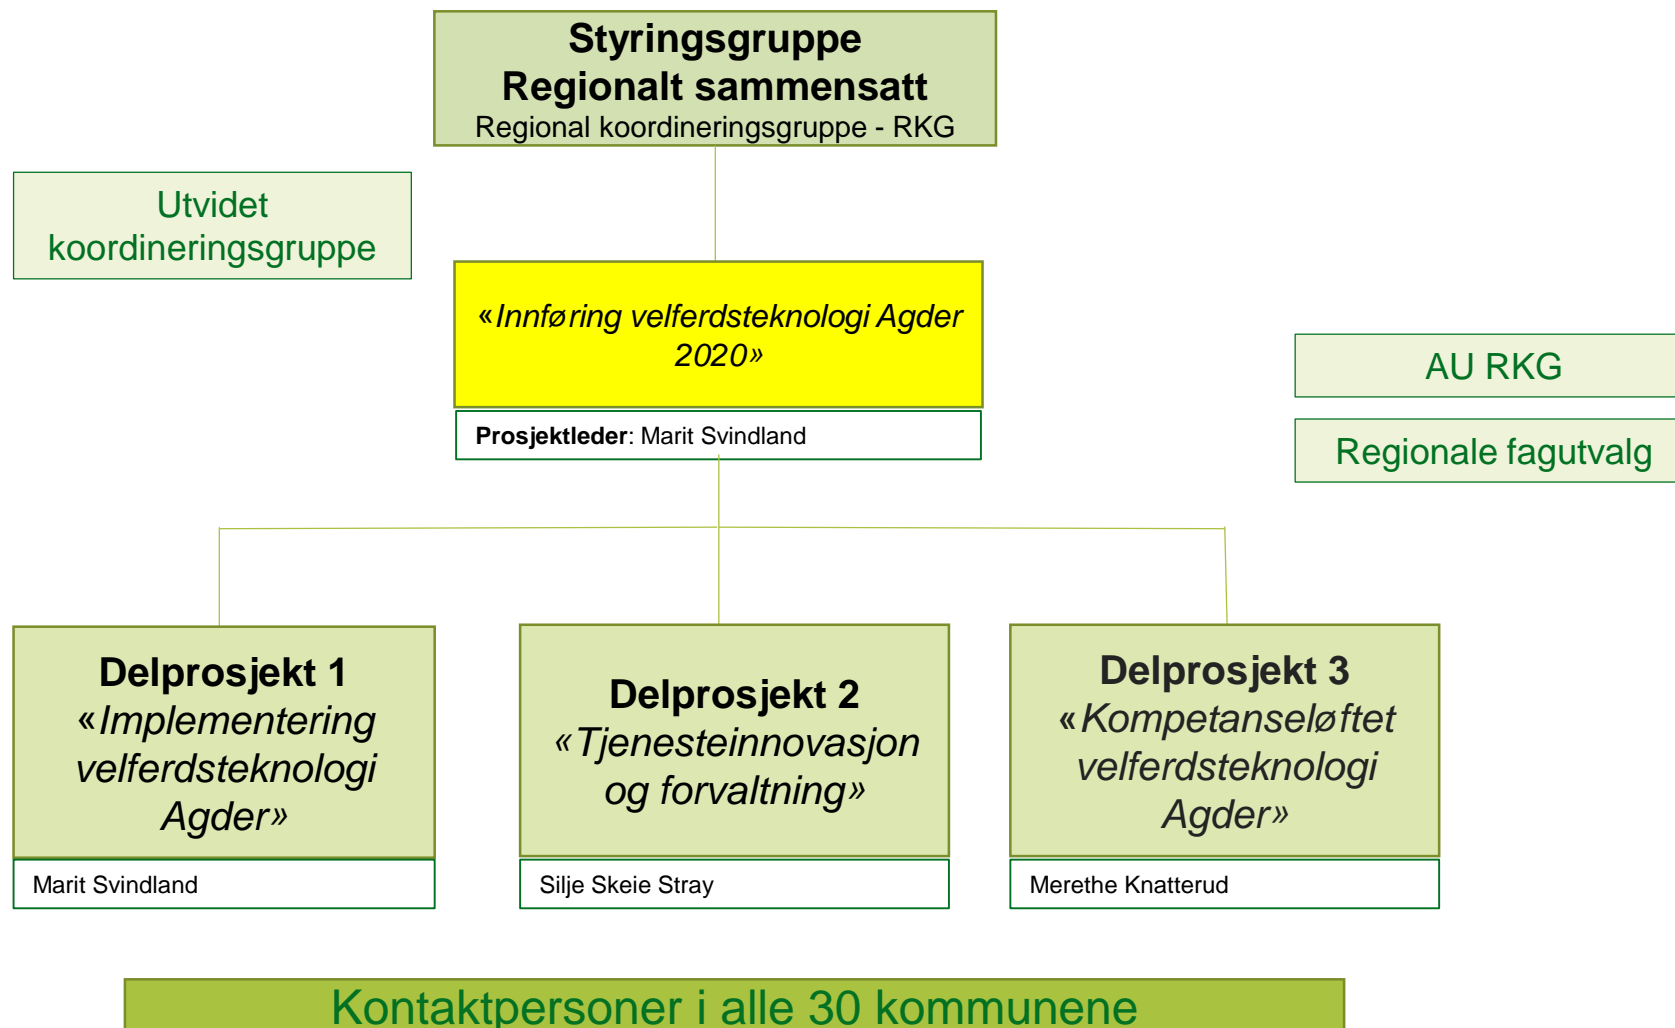 Styringsgruppe
Regionalt sammensatt
Regional koordineringsgruppe - RKG
Utvidet
koordineringsgruppe
«Innføring velferdsteknologi Agder
2020»
Prosjektleder: Marit Svindland
AU RKG
Regionale fagutvalg
Delprosjekt 1
«Implementering
velferdsteknologi
Agder»
Marit Svindland
Delprosjekt 2
«Tjenesteinnovasjon
og forvaltning»
Silje Skeie Stray
Delprosjekt 3
«Kompetanseløftet
velferdsteknologi
Agder»
Merethe Knatterud
Kontaktpersoner i alle 30 kommunene